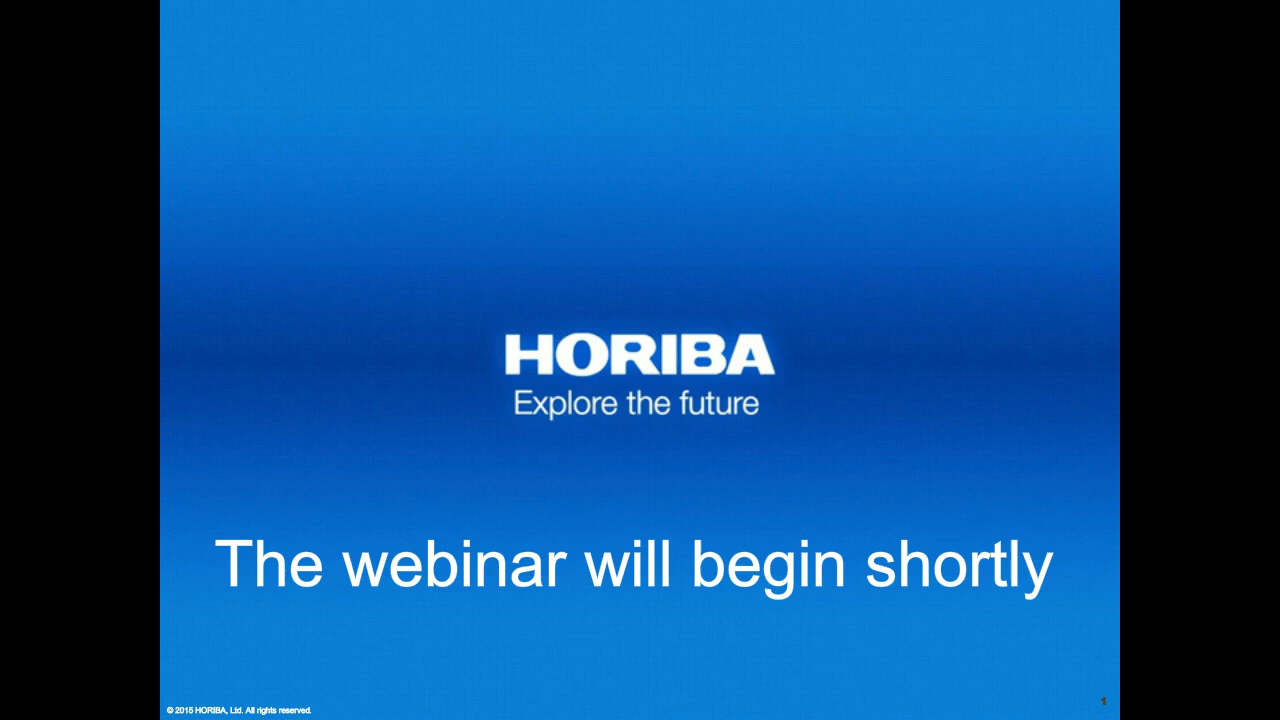 HORIBA
Explore the future
The webinar will begin shortly
© 2015 HORIBA, Ltd. All rights reserved.
1